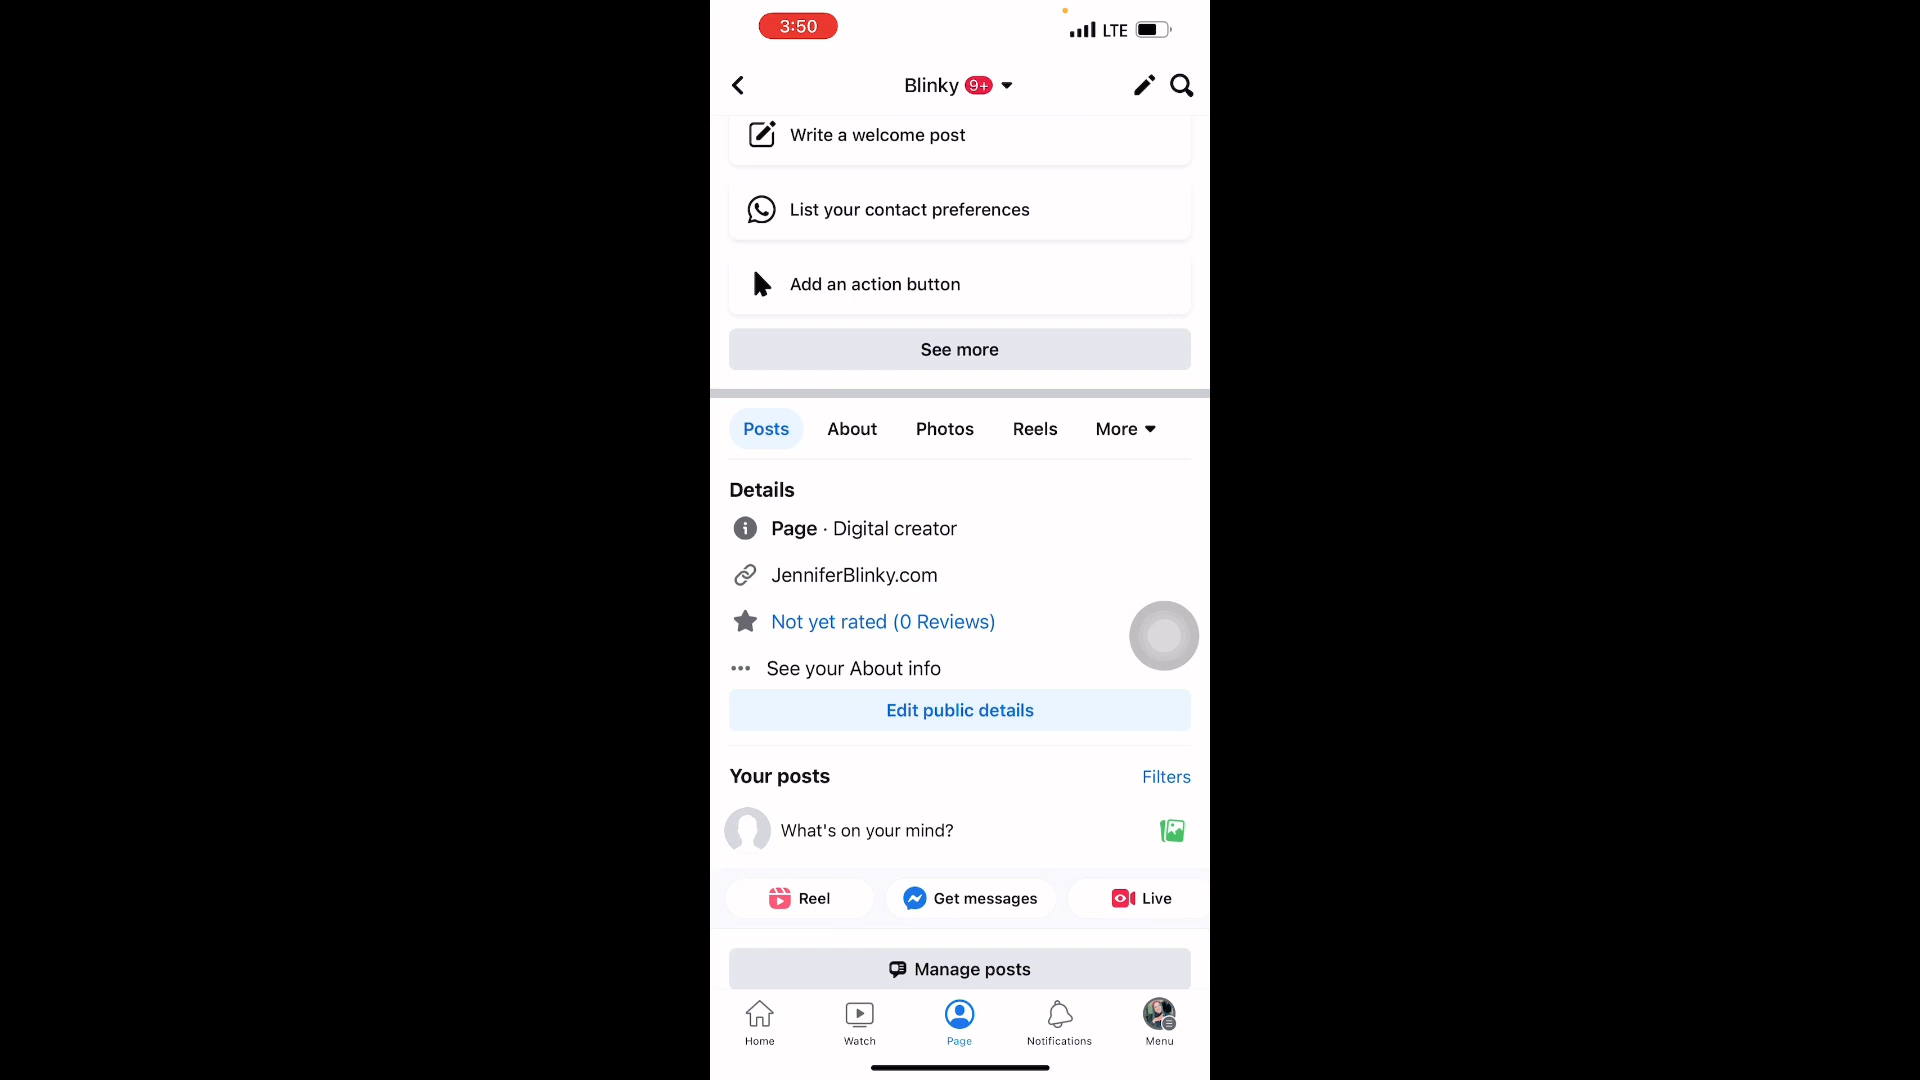 3:50
LTE
Blinky 9+
Write a welcome post
List your contact preferences
Add an action button
See more
Posts About Photos Reels More
Details
Page · Digital creator
JenniferBlinky.com
Not yet rated (0 Reviews)
See your About info
Edit public details
Your posts Filters
What's on your mind?
Reel Get messages Live
Manage posts
Home Watch Page Notifications Menu